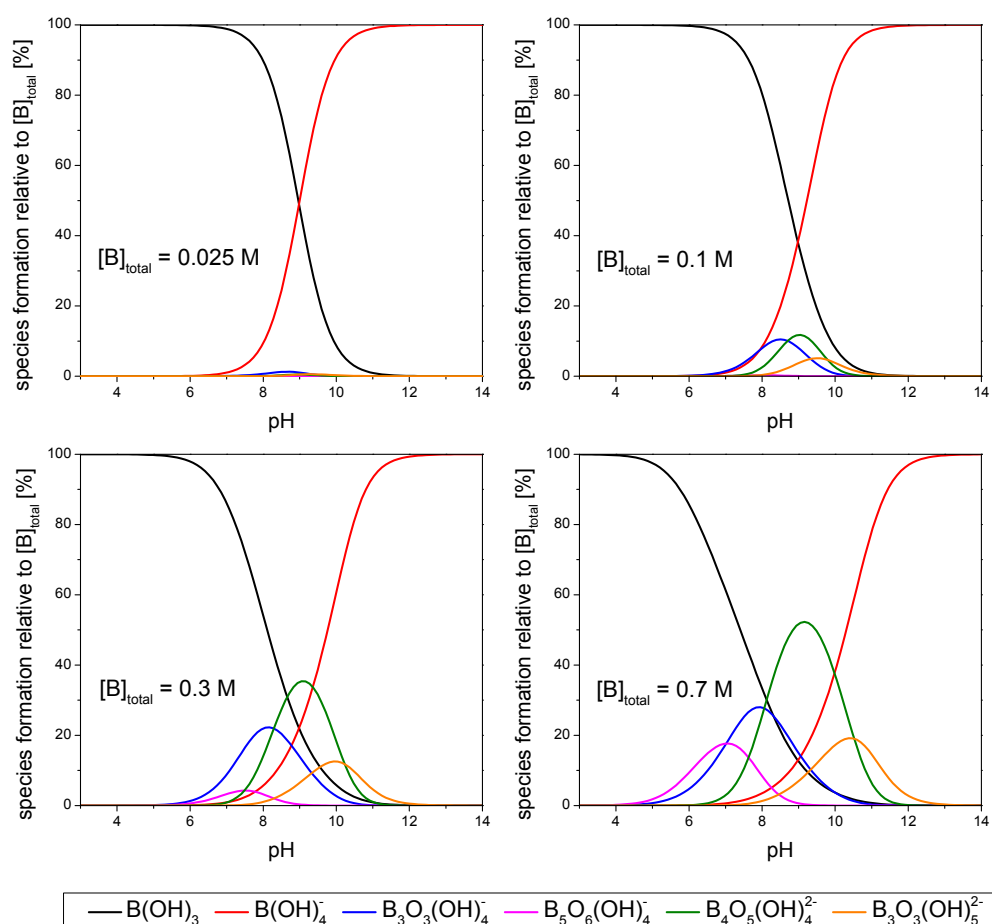 species formation relative to [B]total [%]
100
80
60
40
20
0
[B]total = 0.025 M
4 6 8 10 12 14
pH
species formation relative to [B]total [%]
100
80
60
40
20
0
[B]total = 0.1 M
4 6 8 10 12 14
pH
species formation relative to [B]total [%]
100
80
60
40
20
0
[B]total = 0.3 M
4 6 8 10 12 14
pH
species formation relative to [B]total [%]
100
80
60
40
20
0
[B]total = 0.7 M
4 6 8 10 12 14
pH
B(OH)3 B(OH)4- B3O3(OH)4- B5O6(OH)4- B4O5(OH)42- B3O3(OH)52-